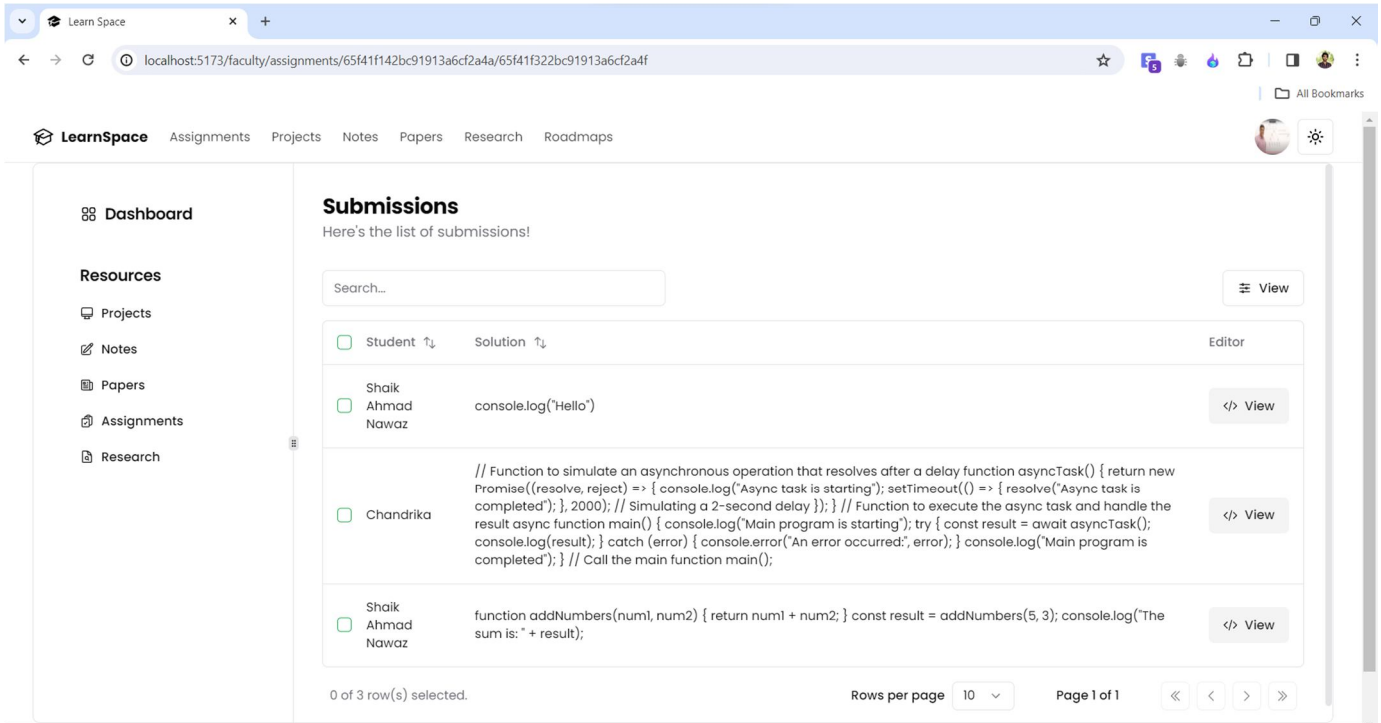 Learn Space
localhost:5173/faculty/assignments/65f41f142bc91913a6cf2a4a/65f41f322bc91913a6cf2a4f
5
All Bookmarks
LearnSpace Assignments Projects Notes Papers Research Roadmaps
Dashboard
Resources
Projects
Notes
Papers
Assignments
Research
Submissions
Here's the list of submissions!
Search...
View
Student Solution Editor
Shaik
Ahmad
Nawaz
console.log("Hello")
</> View
Chandrika
// Function to simulate an asynchronous operation that resolves after a delay function asyncTask() { return new
Promise((resolve, reject) => { console.log("Async task is starting"); setTimeout(() => { resolve("Async task is
completed"); }, 2000); // Simulating a 2-second delay }); } // Function to execute the async task and handle the
result async function main() { console.log("Main program is starting"); try { const result = await asyncTask();
console.log(result); } catch (error) { console.error("An error occurred:", error); } console.log("Main program is
completed"); } // Call the main function main();
</> View
Shaik
Ahmad
Nawaz
function addNumbers(num1, num2) { return num1 + num2; } const result = addNumbers(5, 3); console.log("The
sum is: " + result);
</> View
0 of 3 row(s) selected.
Rows per page 10
Page 1 of 1